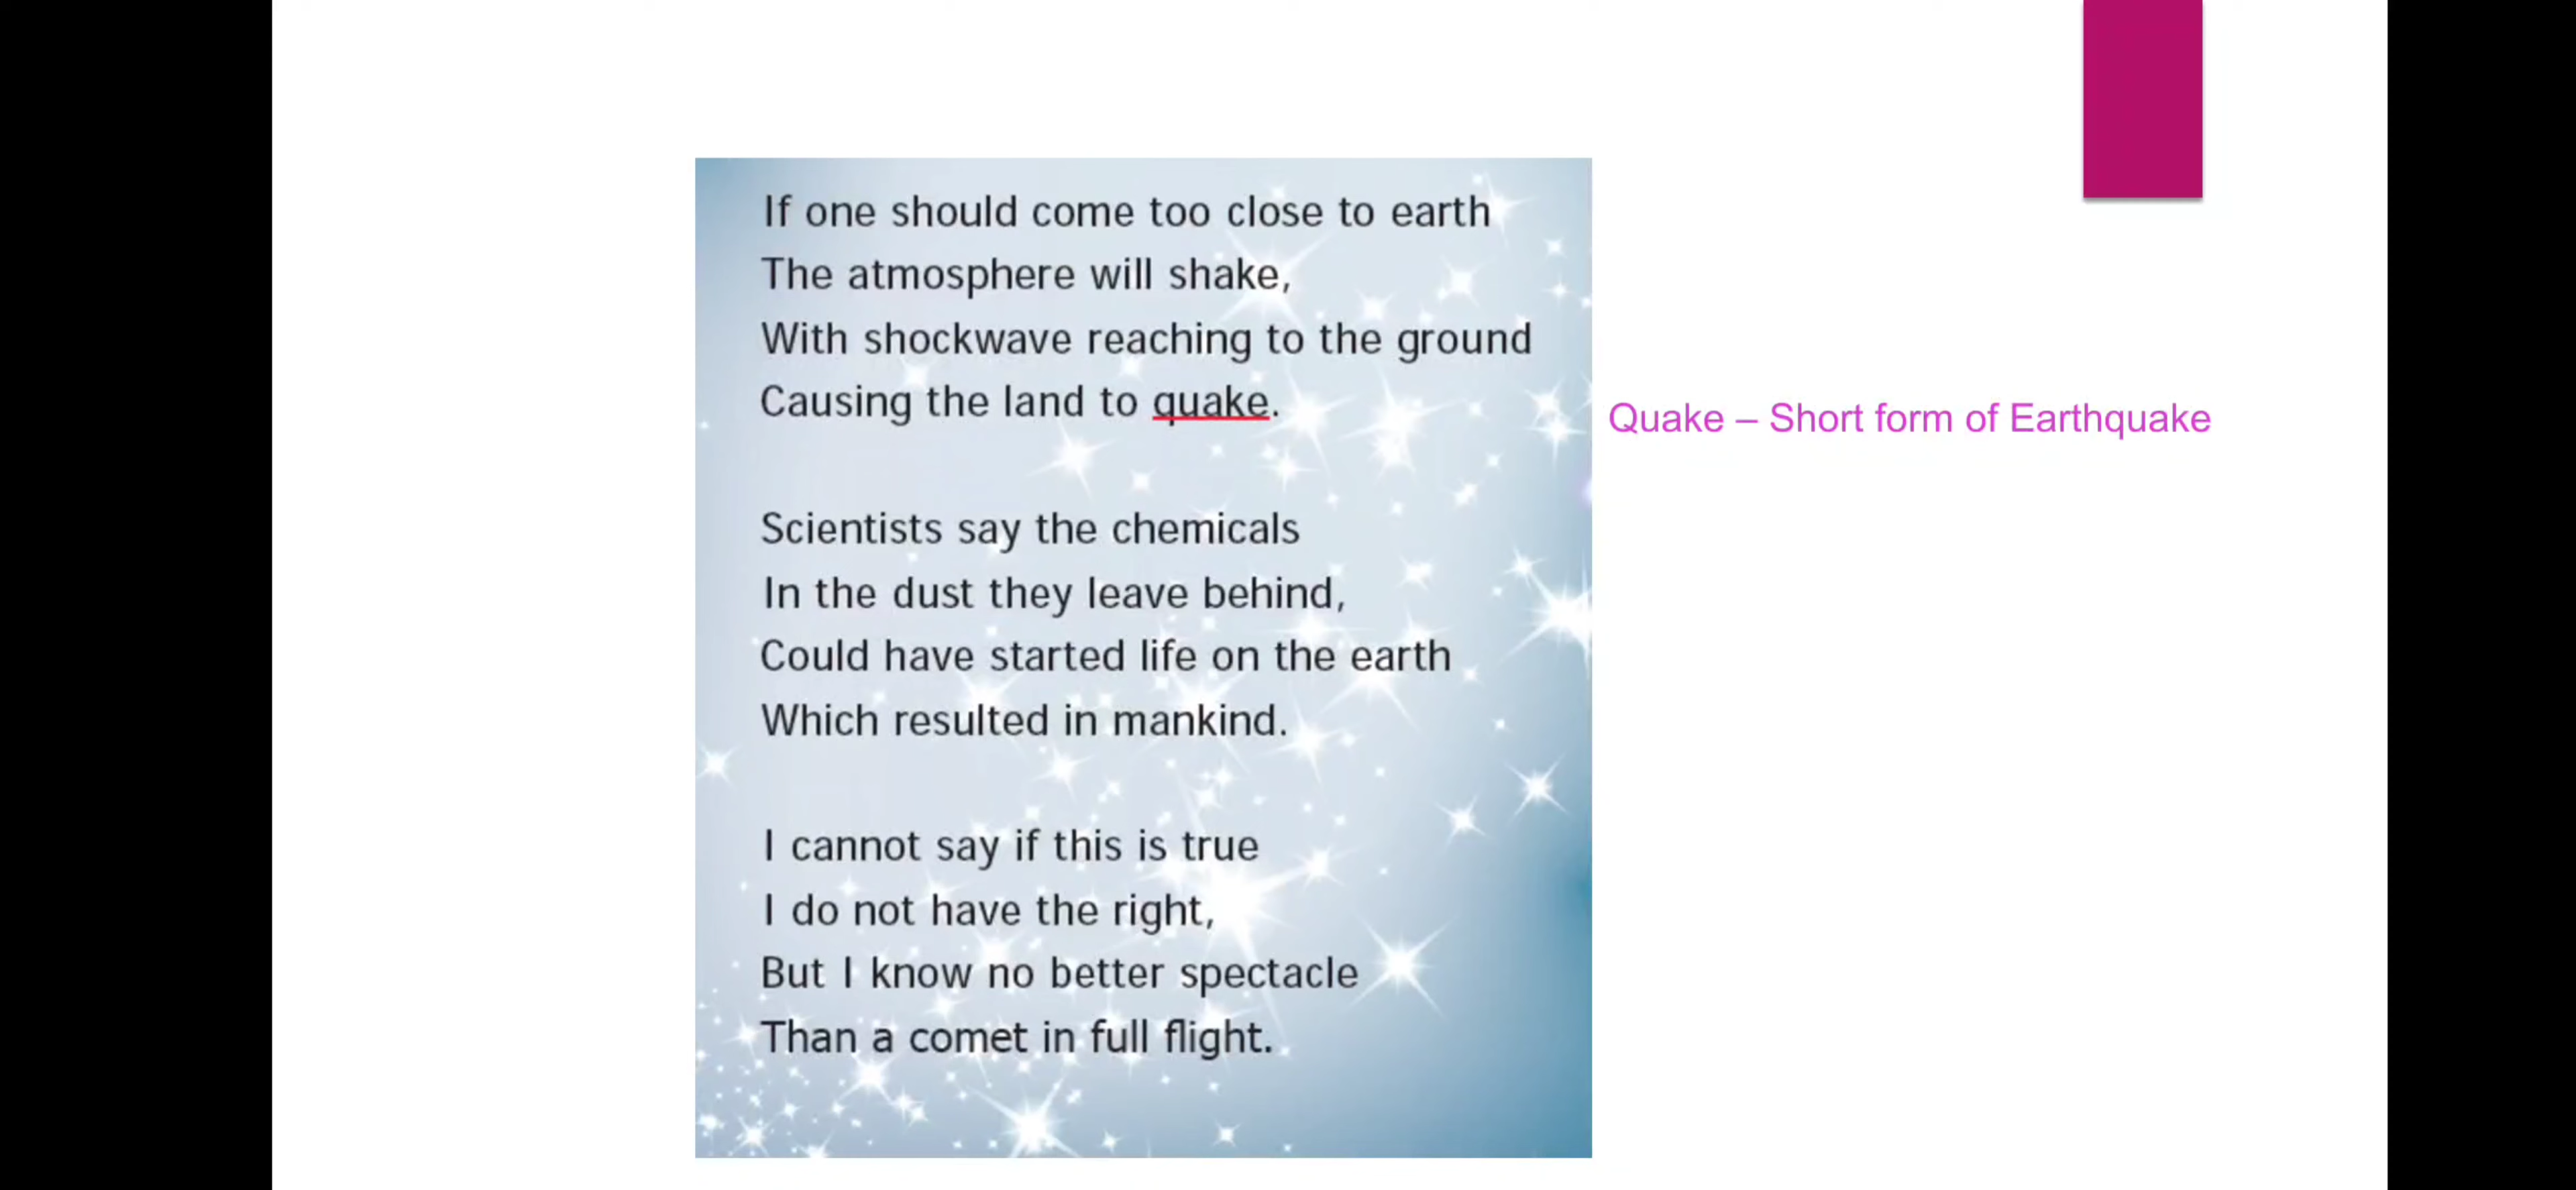 If one should come too close to earth
The atmosphere will shake,
With shockwave reaching to the ground
Causing the land to quake.
Quake – Short form of Earthquake
Scientists say the chemicals
In the dust they leave behind,
Could have started life on the earth
Which resulted in mankind.
I cannot say if this is true
I do not have the right,
But I know no better spectacle
Than a comet in full flight.